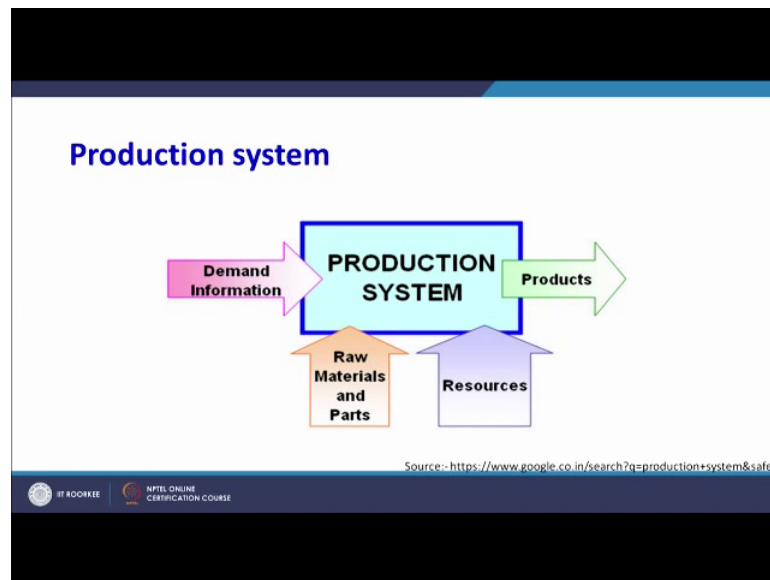 Production system
Demand
Information
PRODUCTION
SYSTEM
Products
Raw
Materials
and
Parts
Resources
Source:- https://www.google.co.in/search?q=production+system&safe
IIT ROORKEE
NPTEL ONLINE
CERTIFICATION COURSE